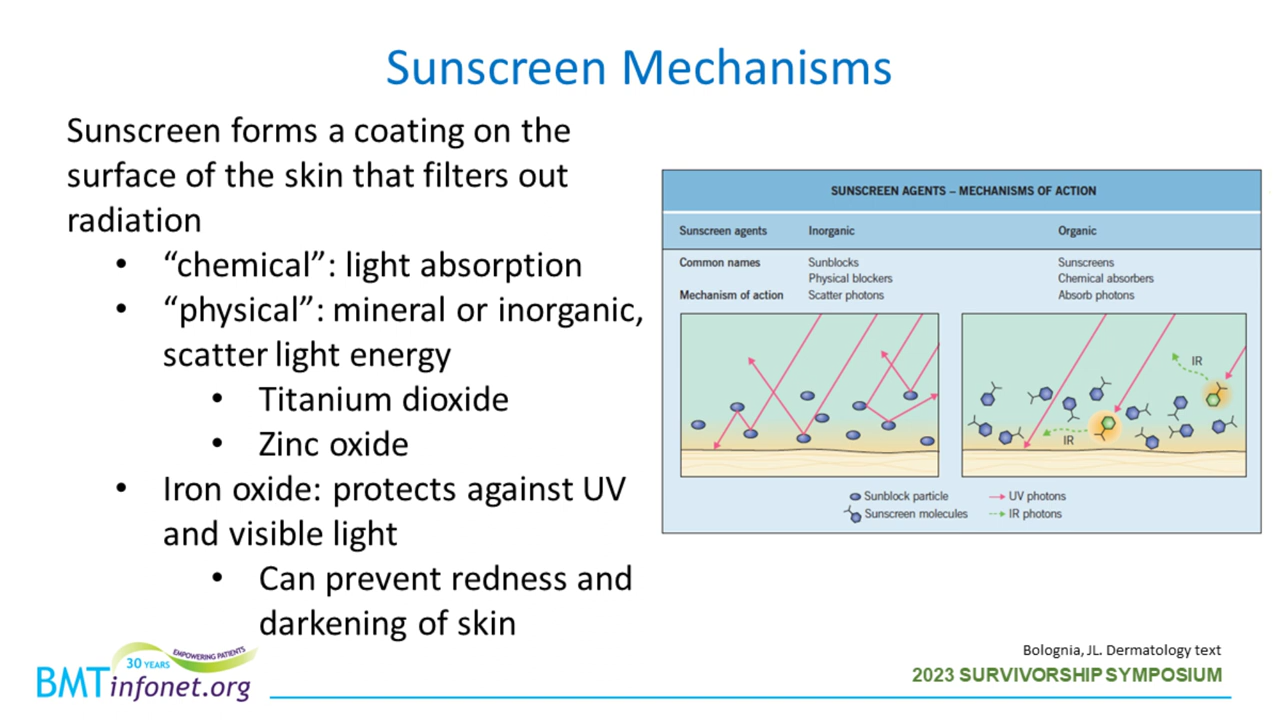 Sunscreen Mechanisms
Sunscreen forms a coating on the
surface of the skin that filters out
radiation
• “chemical”: light absorption
• “physical”: mineral or inorganic,
scatter light energy
• Titanium dioxide
• Zinc oxide
• Iron oxide: protects against UV
and visible light
• Can prevent redness and
darkening of skin
SUNSCREEN AGENTS – MECHANISMS OF ACTION
Sunscreen agents Inorganic Organic
Common names Sunblocks Sunscreens
Physical blockers Chemical absorbers
Mechanism of action Scatter photons Absorb photons
IR
IR
Sunblock particle UV photons
Sunscreen molecules IR photons
30 YEARS EMPOWERING PATIENTS
BMTinfonet.org
Bolognia, JL. Dermatology text
2023 SURVIVORSHIP SYMPOSIUM